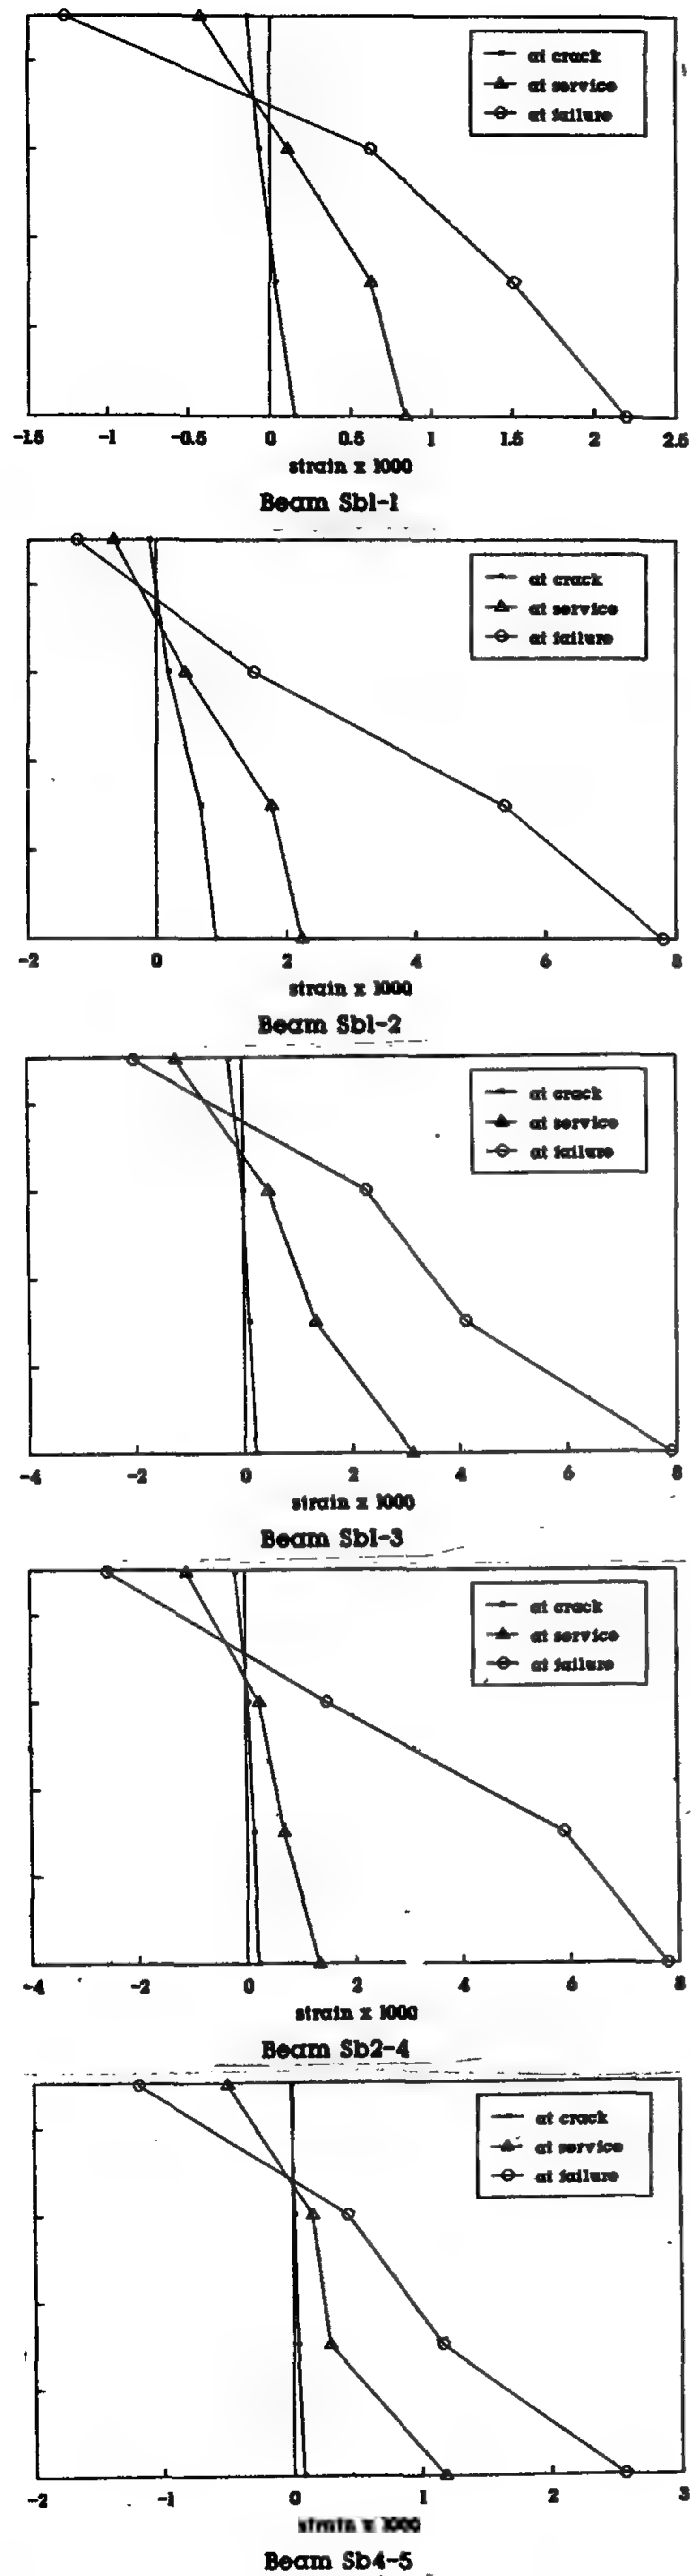 at crack
at service
at failure
-1.5 -1 -0.5 0 0.5 1 1.5 2 2.5
strain x 1000
Beam Sb1-1
at crack
at service
at failure
-2 0 2 4 6 8
strain x 1000
Beam Sb1-2
at crack
at service
at failure
-4 -2 0 2 4 6 8
strain x 1000
Beam Sb1-3
at crack
at service
at failure
-4 -2 0 2 4 6 8
strain x 1000
Beam Sb2-4
at crack
at service
at failure
-2 -1 0 1 2 3
strain x 1000
Beam Sb4-5